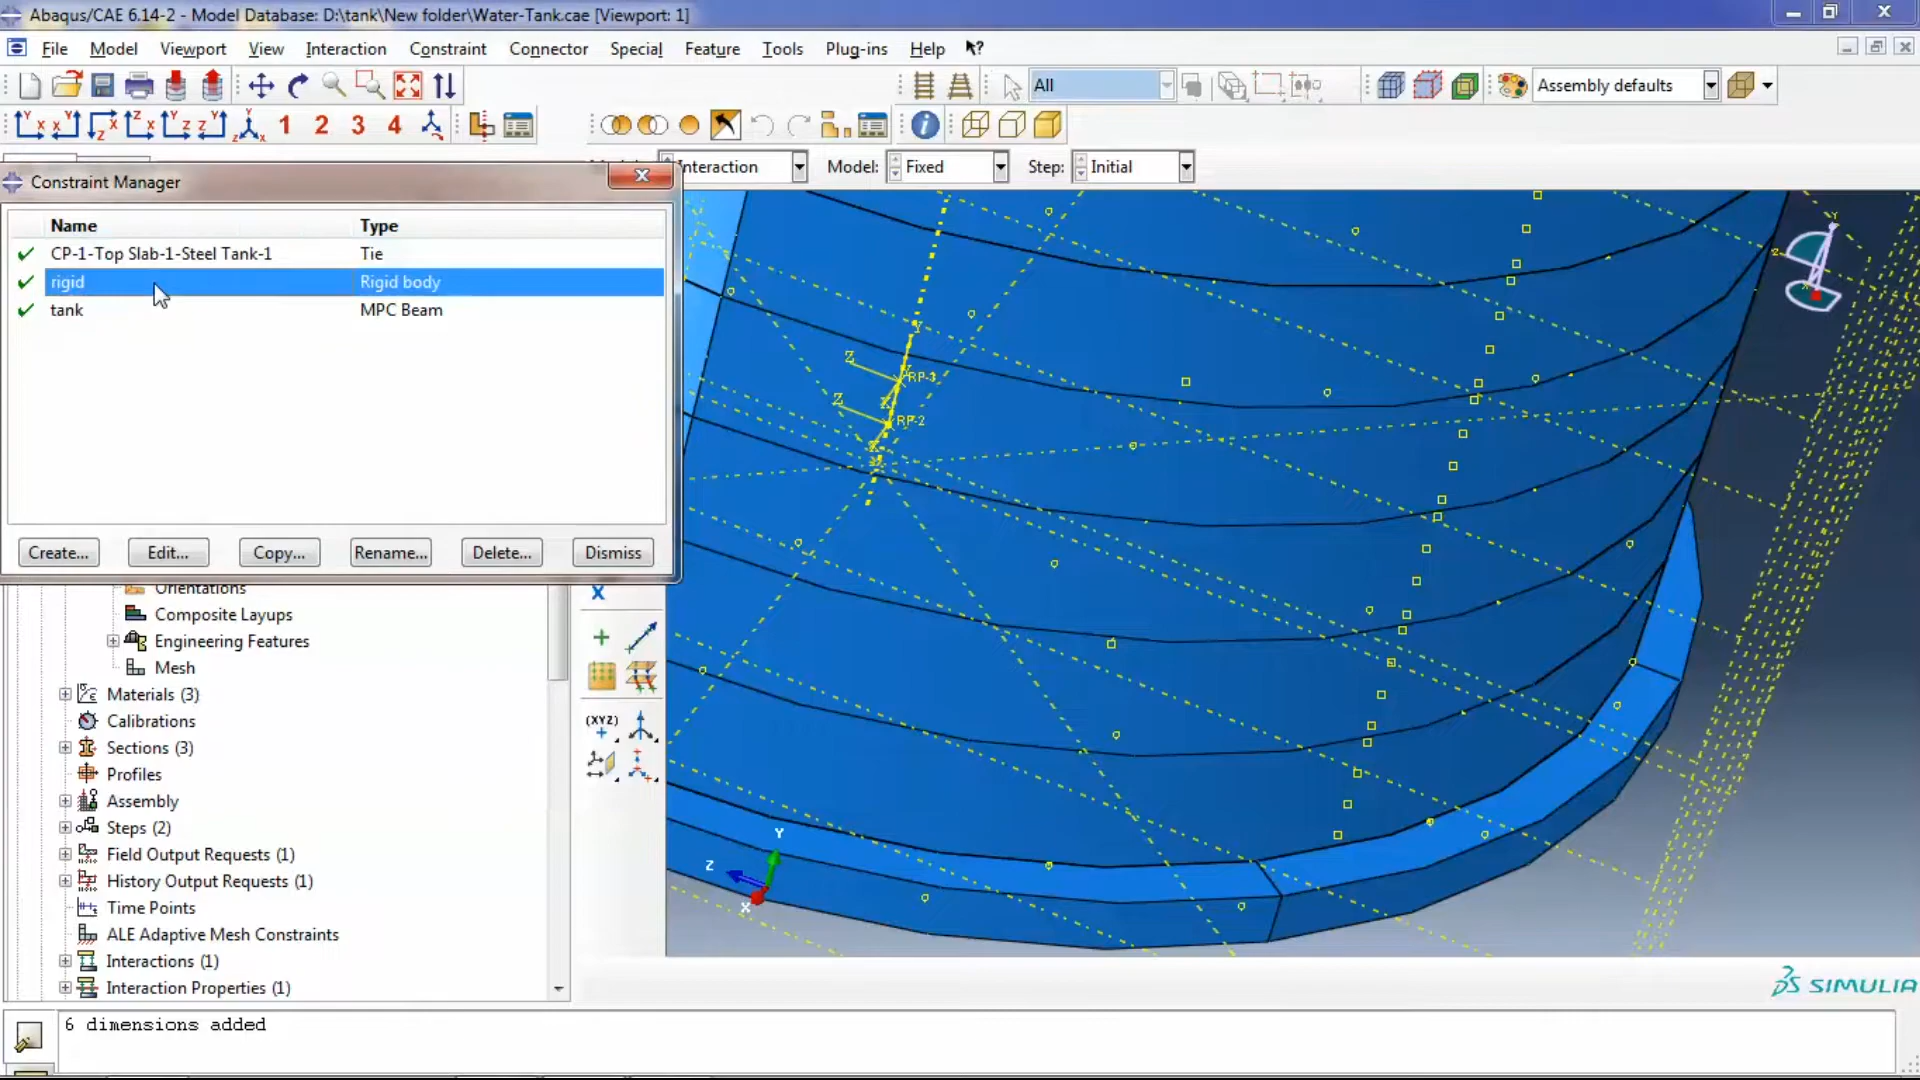 Abaqus/CAE 6.14-2 - Model Database: D:\tank\New folder\Water-Tank.cae [Viewport: 1]
File Model Viewport View Interaction Constraint Connector Special Feature Tools Plug-ins Help
All Assembly defaults
1 2 3 4
Interaction Model: Fixed Step: Initial
Constraint Manager
Name Type
CP-1-Top Slab-1-Steel Tank-1 Tie
rigid Rigid body
tank MPC Beam
Create... Edit... Copy... Rename... Delete... Dismiss
Orientations
Composite Layups
Engineering Features
Mesh
Materials (3)
Calibrations
Sections (3)
Profiles
Assembly
Steps (2)
Field Output Requests (1)
History Output Requests (1)
Time Points
ALE Adaptive Mesh Constraints
Interactions (1)
Interaction Properties (1)
(XYZ)
Z
RP-3
Z
RP-2
Y
Z
X
SIMULIA
6 dimensions added